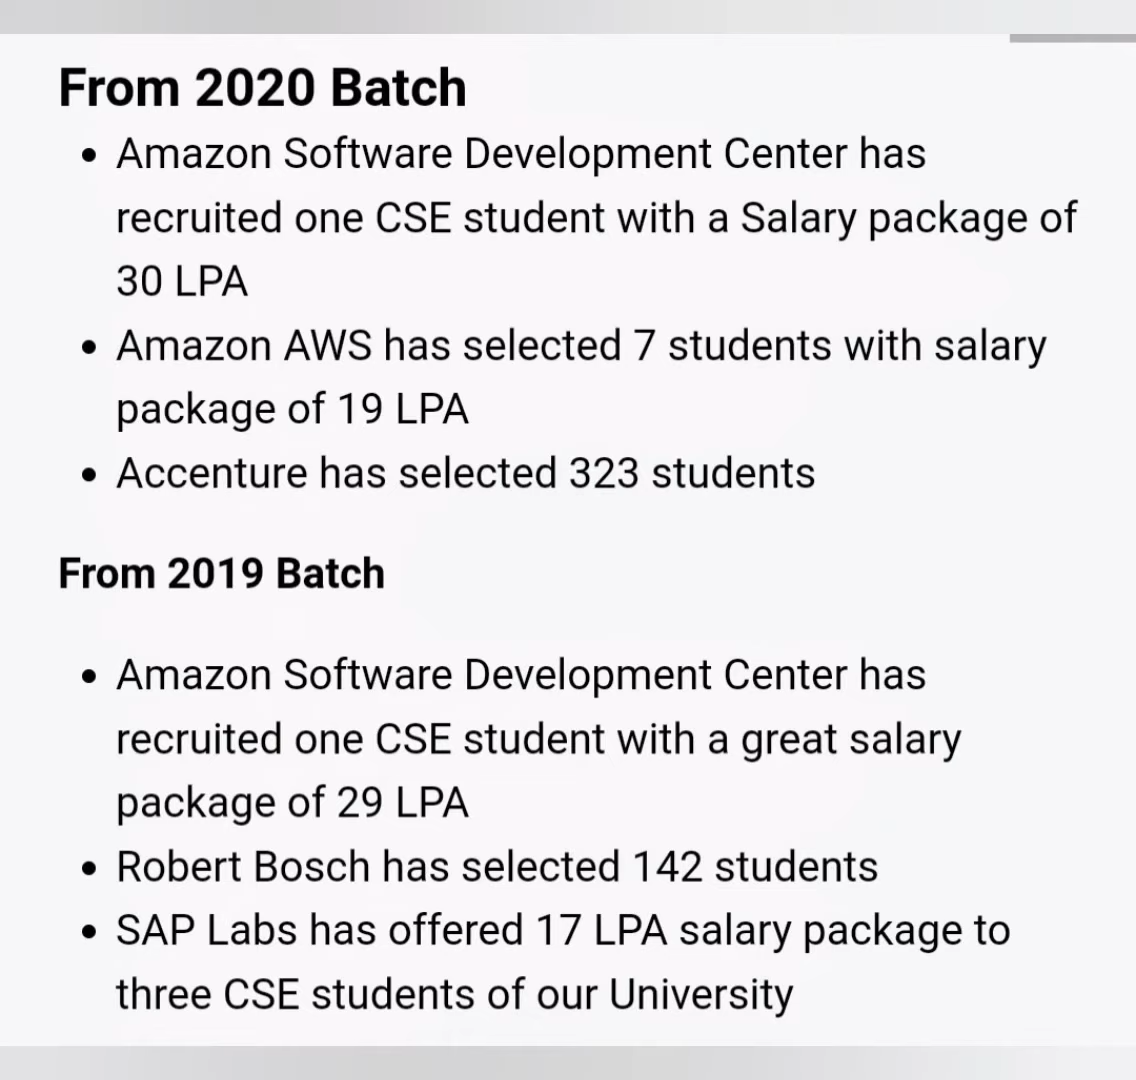 From 2020 Batch
• Amazon Software Development Center has
recruited one CSE student with a Salary package of
30 LPA
• Amazon AWS has selected 7 students with salary
package of 19 LPA
• Accenture has selected 323 students
From 2019 Batch
• Amazon Software Development Center has
recruited one CSE student with a great salary
package of 29 LPA
• Robert Bosch has selected 142 students
• SAP Labs has offered 17 LPA salary package to
three CSE students of our University